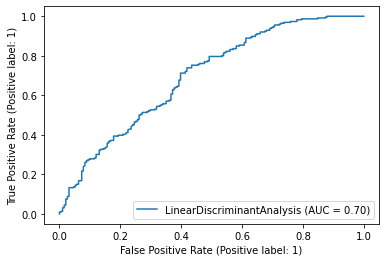 True Positive Rate (Positive label: 1)
1.0
0.8
0.6
0.4
0.2
0.0
LinearDiscriminantAnalysis (AUC = 0.70)
0.0 0.2 0.4 0.6 0.8 1.0
False Positive Rate (Positive label: 1)